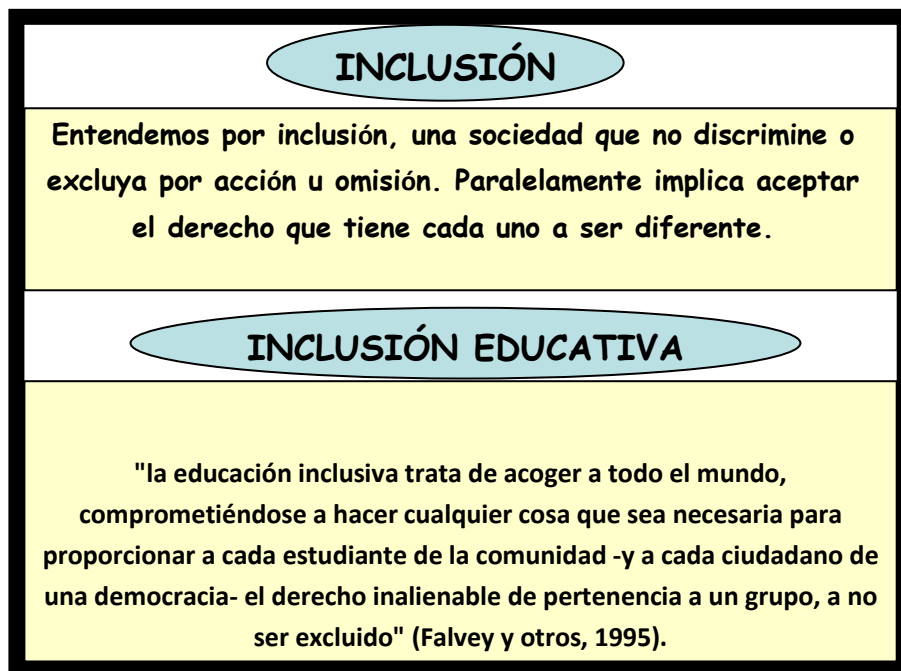 INCLUSIÓN
Entendemos por inclusión, una sociedad que no discrimine o
excluya por acción u omisión. Paralelamente implica aceptar
el derecho que tiene cada uno a ser diferente.
INCLUSIÓN EDUCATIVA
"la educación inclusiva trata de acoger a todo el mundo,
comprometiéndose a hacer cualquier cosa que sea necesaria para
proporcionar a cada estudiante de la comunidad -y a cada ciudadano de
una democracia- el derecho inalienable de pertenencia a un grupo, a no
ser excluido" (Falvey y otros, 1995).